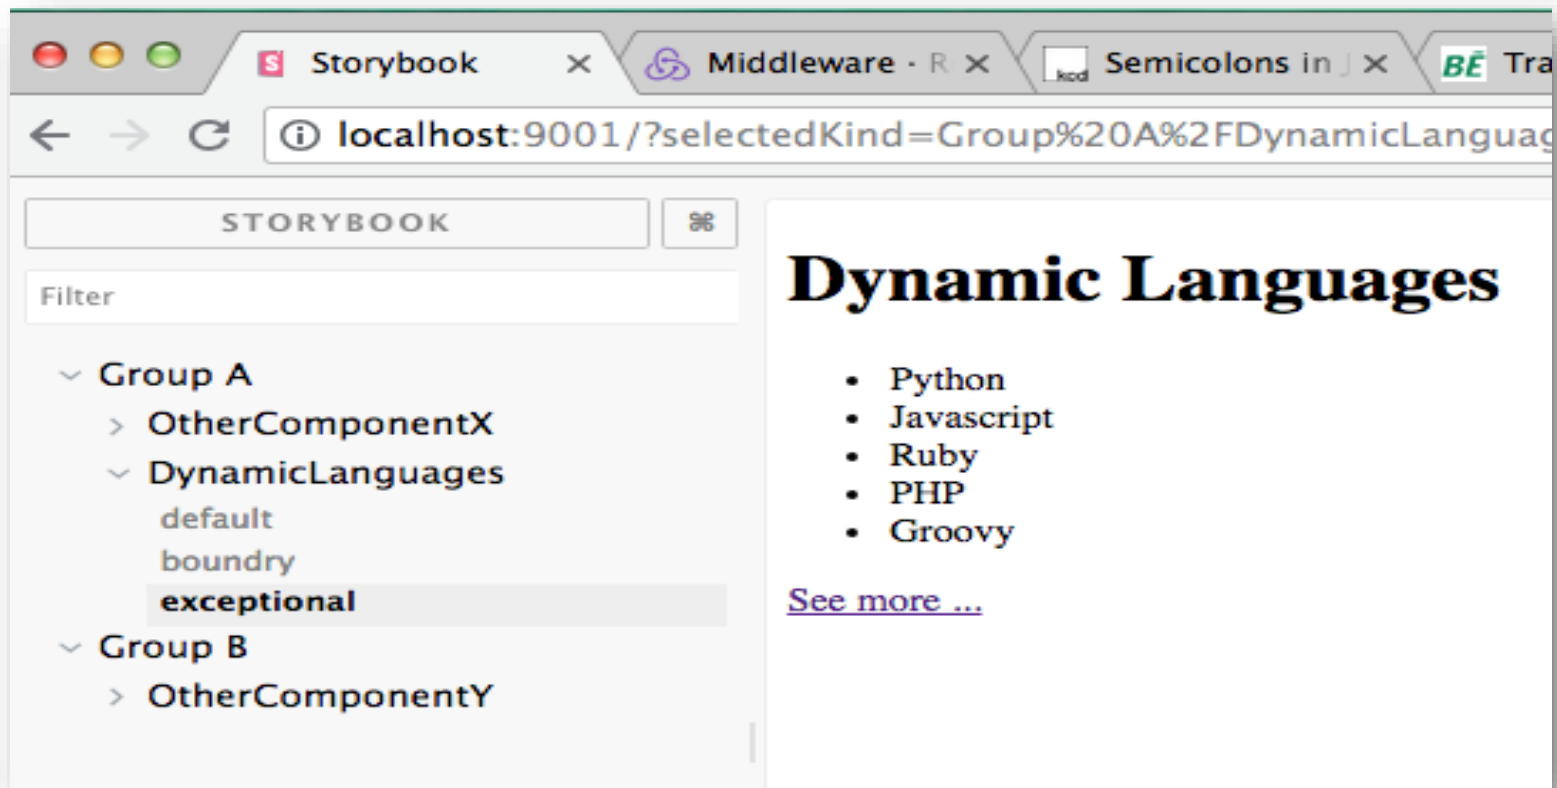 Storybook
Middleware · R
Semicolons in J
BĒ Tra
localhost:9001/?selectedKind=Group%20A%2FDynamicLanguag
STORYBOOK ⌘
Filter
Group A
OtherComponentX
DynamicLanguages
default
boundry
exceptional
Group B
OtherComponentY
Dynamic Languages
• Python
• Javascript
• Ruby
• PHP
• Groovy
See more ...